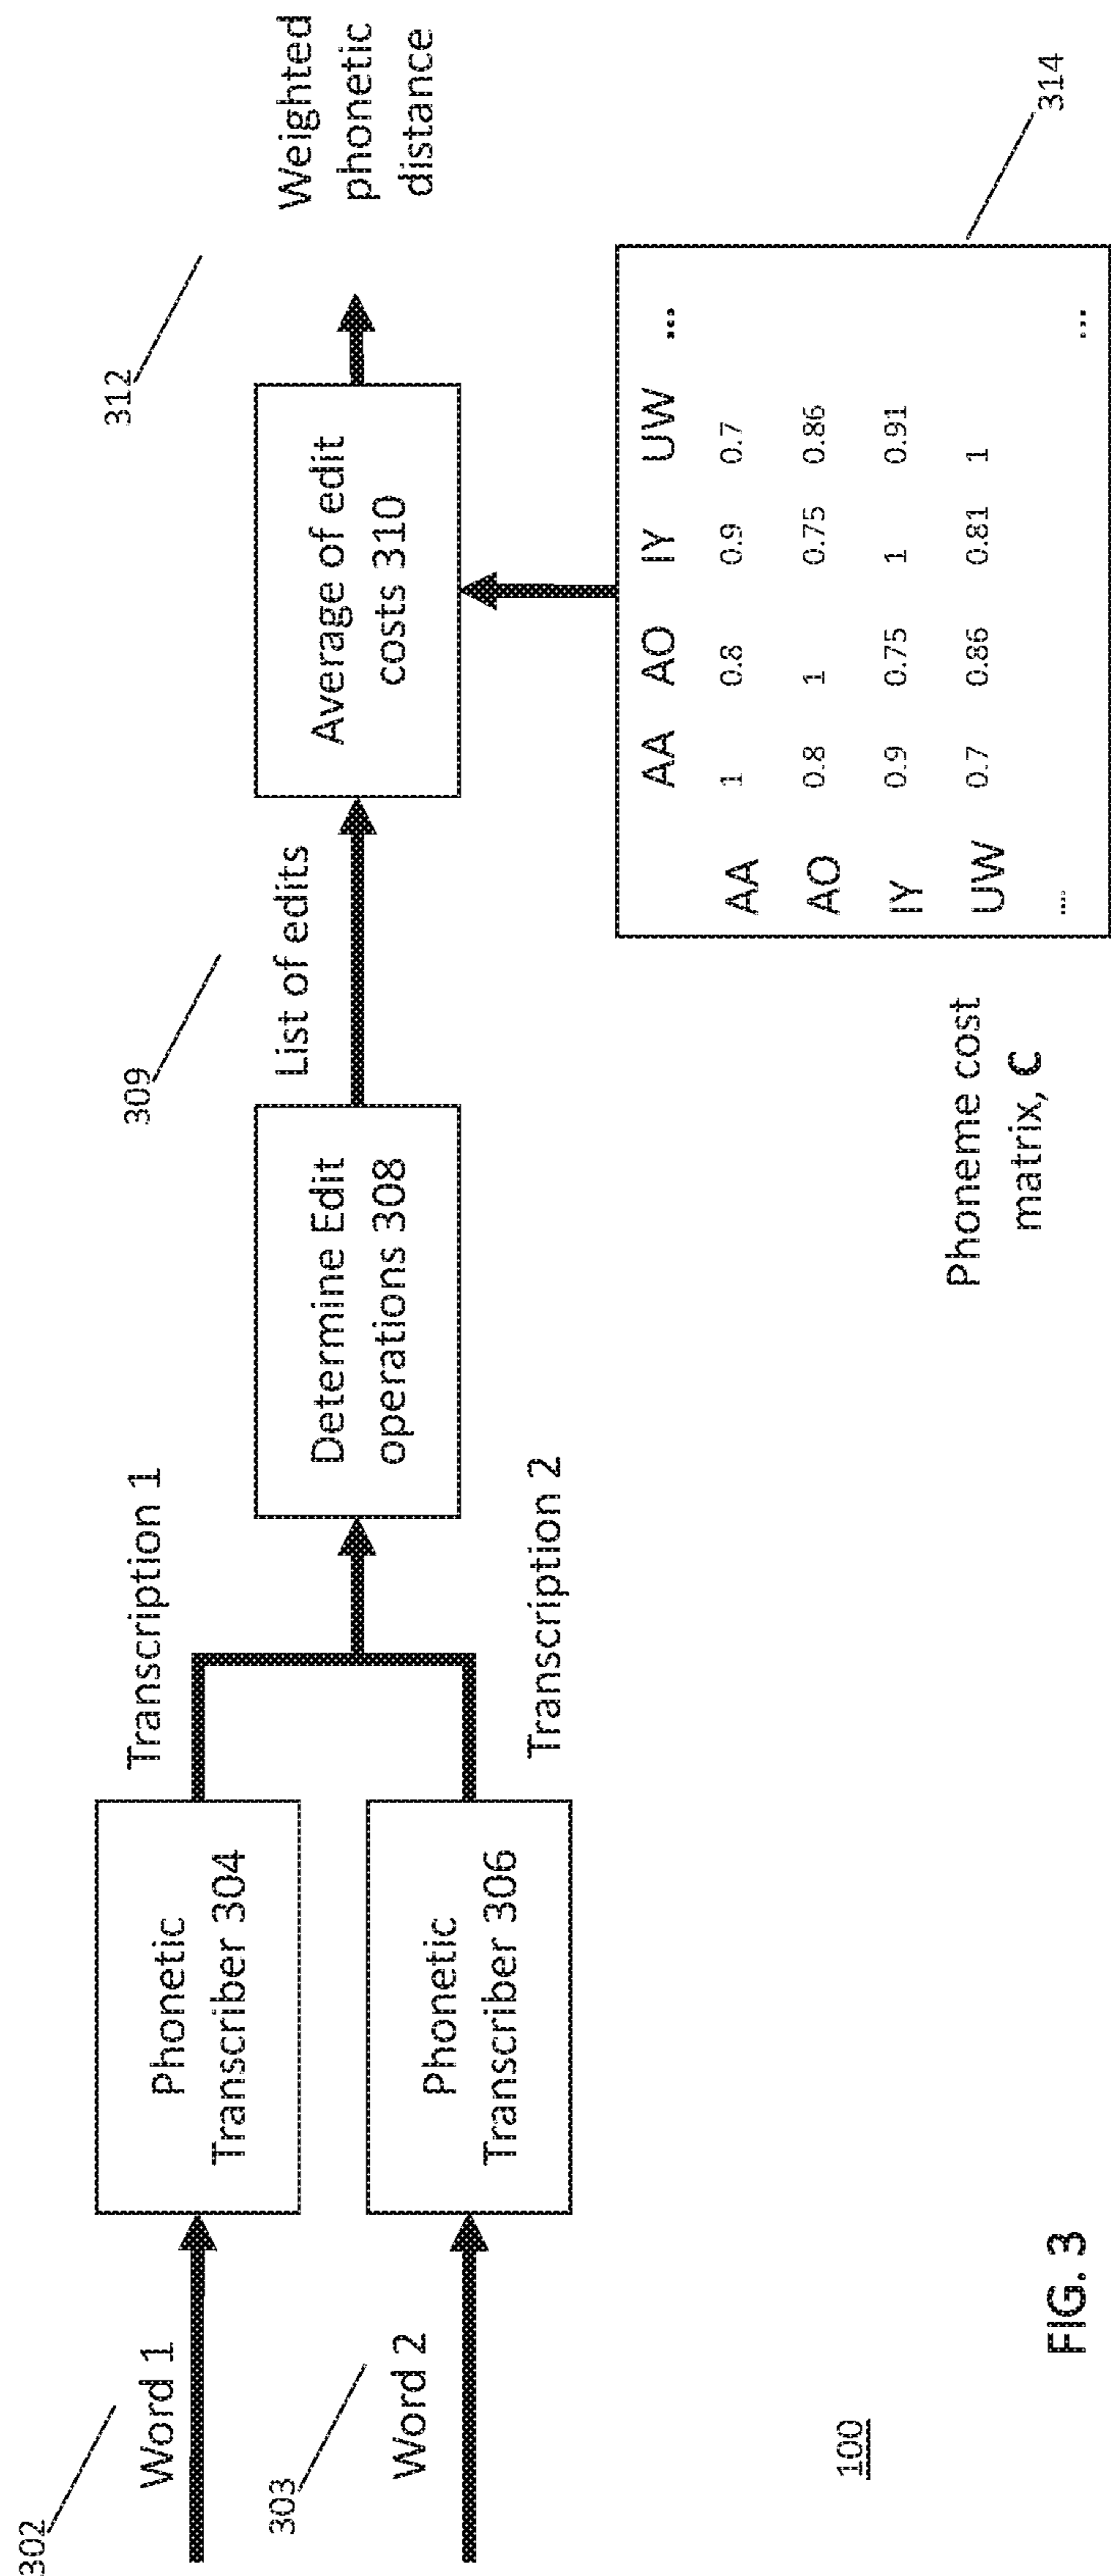 302
Word 1
303
Word 2
Phonetic
Transcriber 304
Phonetic
Transcriber 306
Transcription 1
Transcription 2
Determine Edit
operations 308
309
List of edits
Average of edit
costs 310
312
Weighted
phonetic
distance
AA AO IY UW ...
AA 1 0.8 0.9 0.7
AO 0.8 1 0.75 0.86
IY 0.9 0.75 1 0.91
UW 0.7 0.86 0.81 1
.... ...
314
Phoneme cost
matrix, C
100
FIG. 3